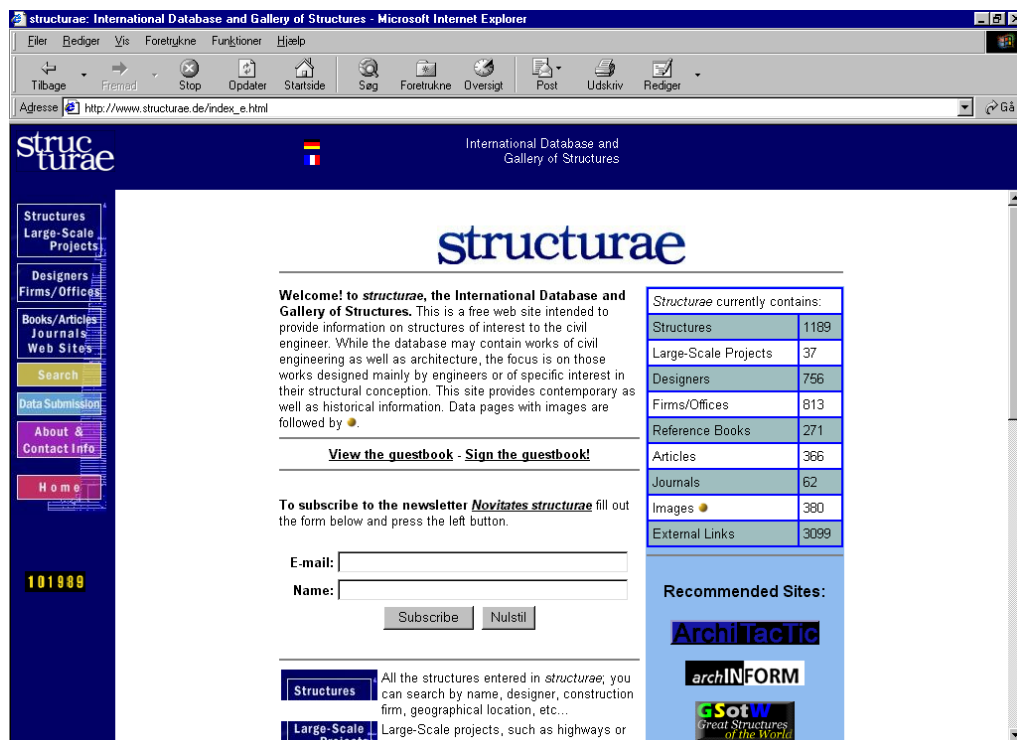 structurae: International Database and Gallery of Structures - Microsoft Internet Explorer
Filer Rediger Vis Foretrukne Funktioner Hjælp
Tilbage Fremad Stop Opdater Startside Søg Foretrukne Oversigt Post Udskriv Rediger
Adresse http://www.structurae.de/index_e.html Gå
struc
turae
International Database and
Gallery of Structures
Structures
Large-Scale
Projects
Designers
Firms/Offices
Books/Articles
Journals
Web Sites
Search
Data Submission
About &
Contact Info
Home
101989
structurae
Welcome! to structurae, the International Database and
Gallery of Structures. This is a free web site intended to
provide information on structures of interest to the civil
engineer. While the database may contain works of civil
engineering as well as architecture, the focus is on those
works designed mainly by engineers or of specific interest in
their structural conception. This site provides contemporary as
well as historical information. Data pages with images are
followed by .
View the guestbook - Sign the guestbook!
To subscribe to the newsletter Novitates structurae fill out
the form below and press the left button.
E-mail:
Name:
Subscribe Nulstil
Structures
All the structures entered in structurae; you
can search by name, designer, construction
firm, geographical location, etc...
Large-Scale
Projects
Large-Scale projects, such as highways or
Structurae currently contains:
Structures 1189
Large-Scale Projects 37
Designers 756
Firms/Offices 813
Reference Books 271
Articles 366
Journals 62
Images 380
External Links 3099
Recommended Sites:
ArchiTacTic
archINFORM
GSotW
Great Structures
of the World